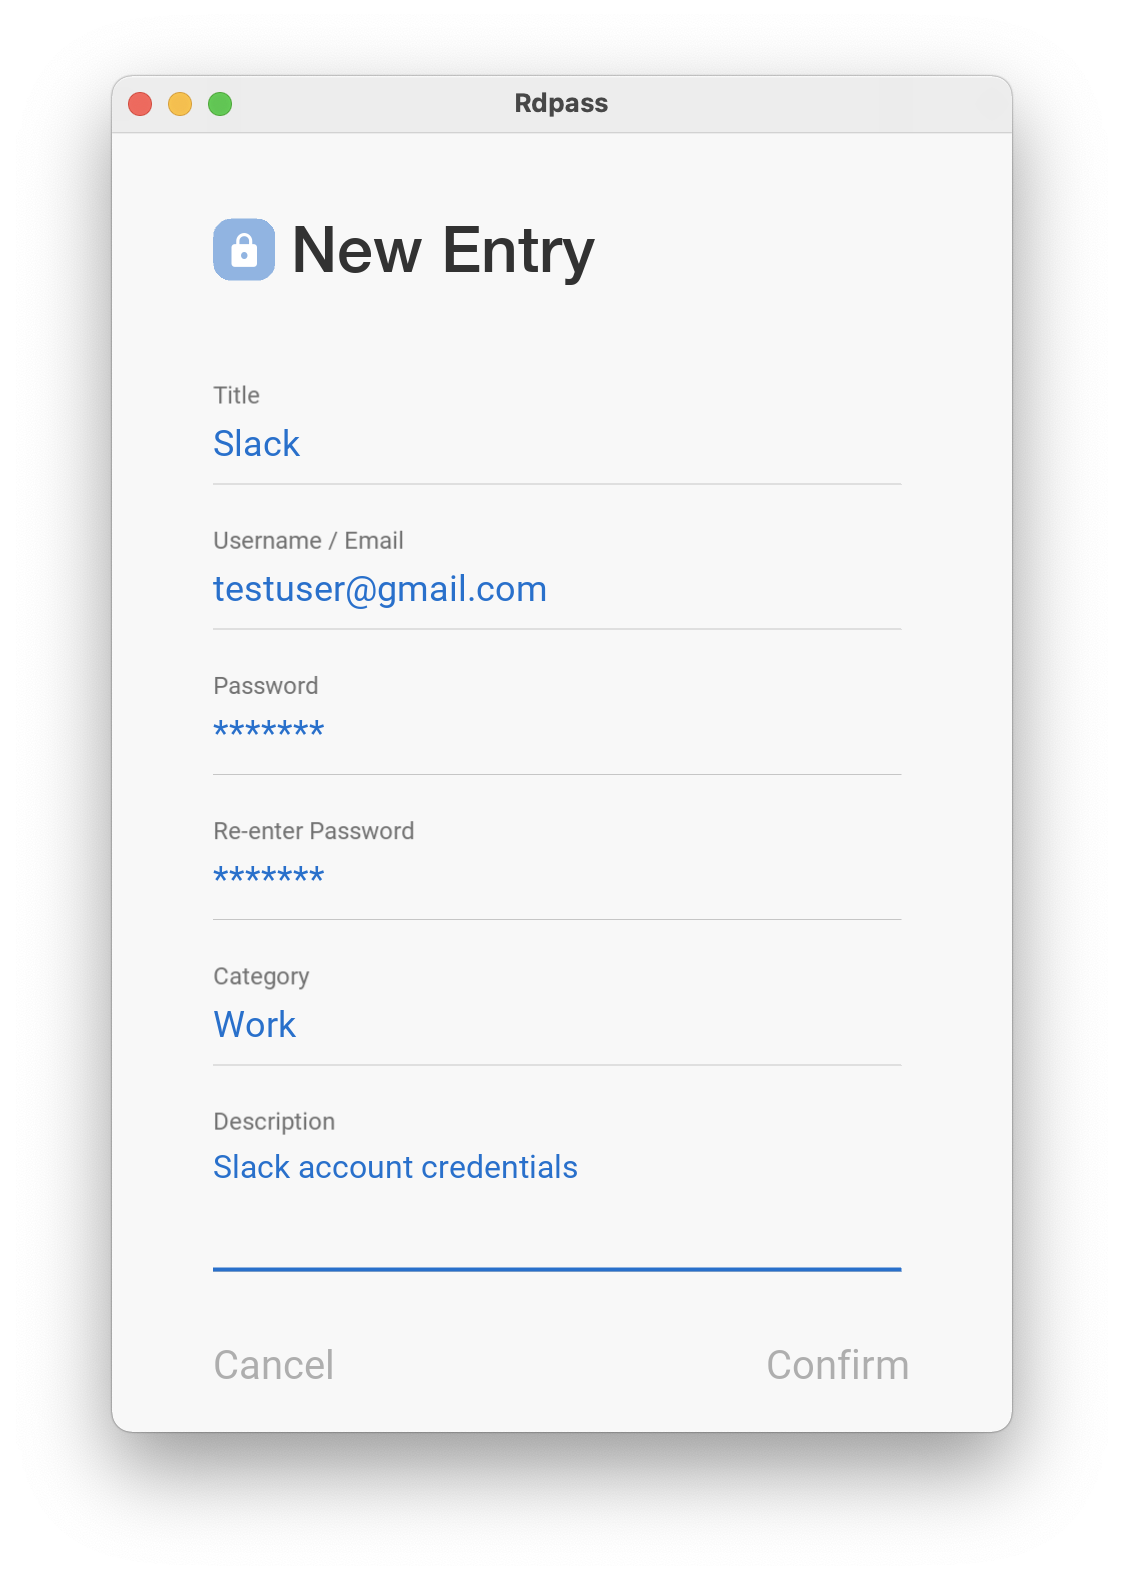 Rdpass
New Entry
Title
Slack
Username / Email
testuser@gmail.com
Password
*******
Re-enter Password
*******
Category
Work
Description
Slack account credentials
Cancel
Confirm